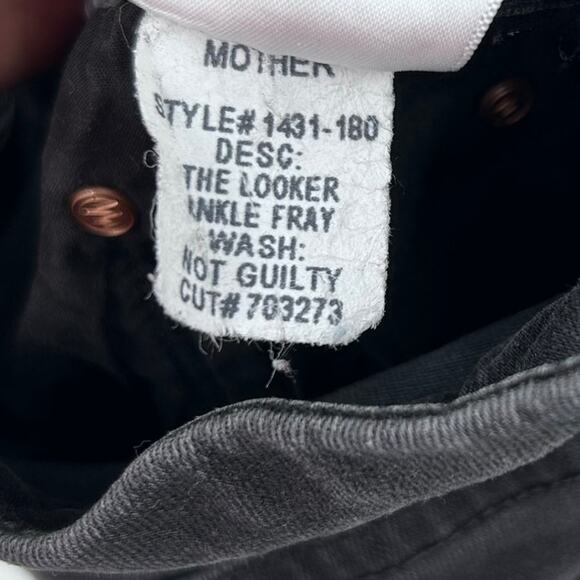 MOTHER
STYLE# 1431-180
DESC:
THE LOOKER
ANKLE FRAY
WASH:
NOT GUILTY
CUT# 703273